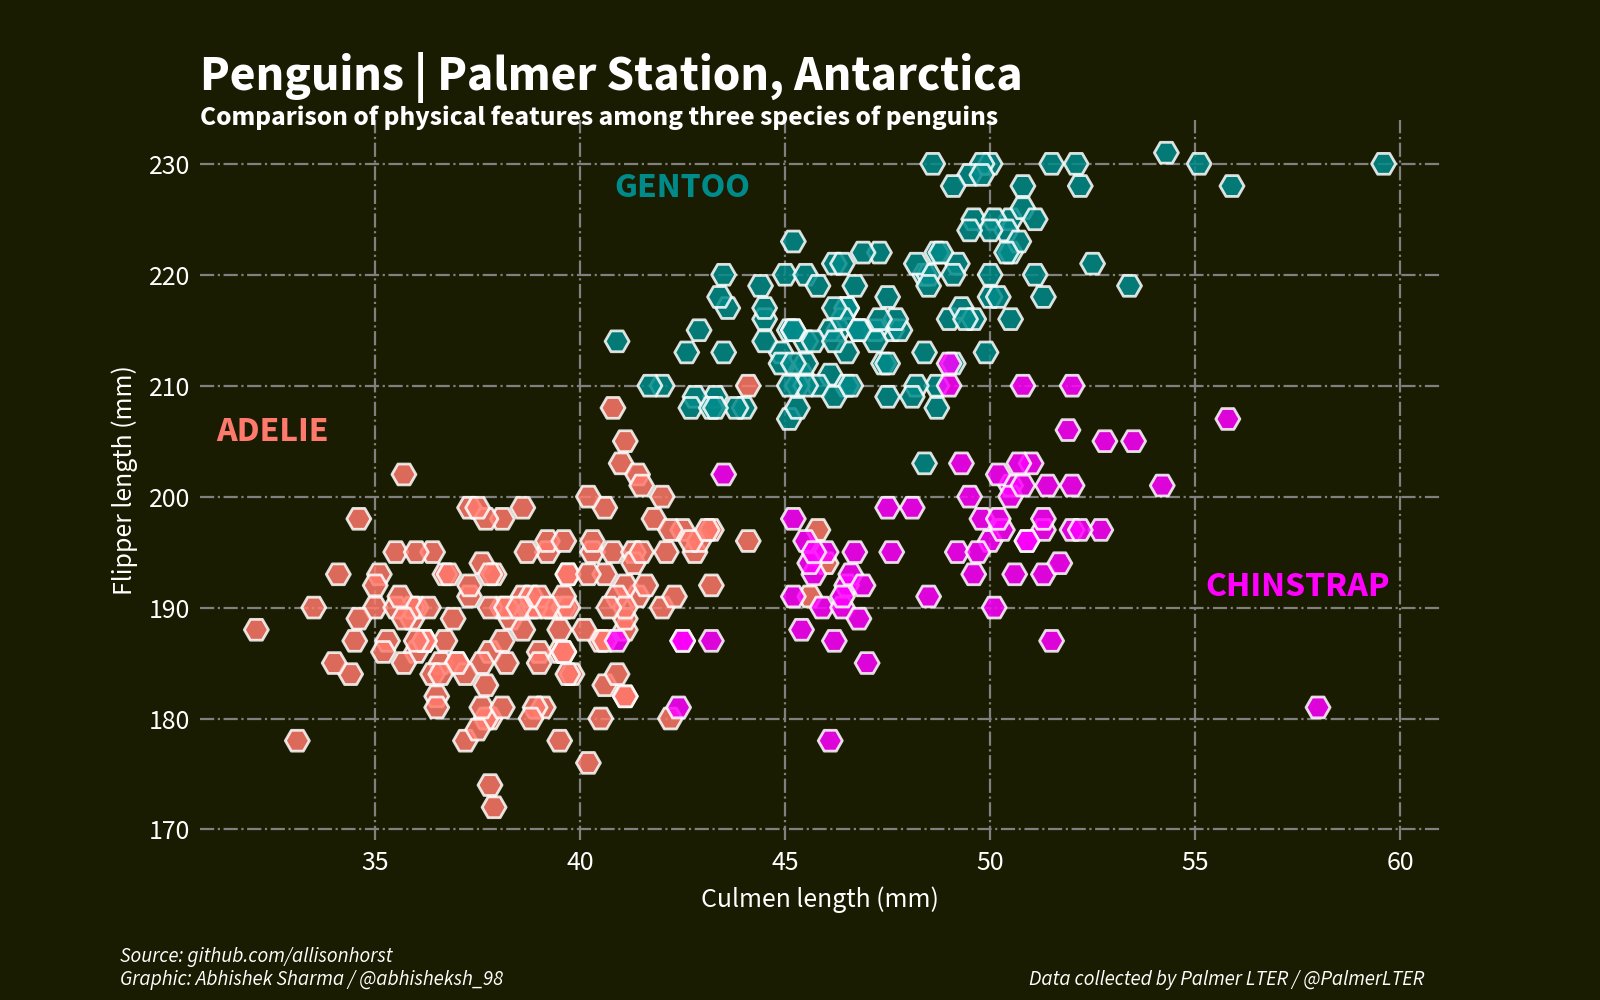 Penguins | Palmer Station, Antarctica
Comparison of physical features among three species of penguins
230
GENTOO
220
210
ADELIE
200
190
CHINSTRAP
180
170
Flipper length (mm)
35 40 45 50 55 60
Culmen length (mm)
Source: github.com/allisonhorst
Graphic: Abhishek Sharma / @abhisheksh_98
Data collected by Palmer LTER / @PalmerLTER